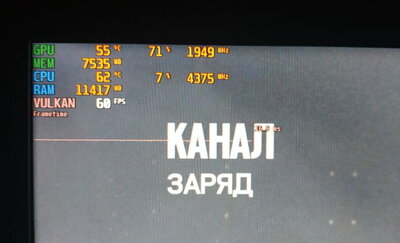 GPU 55 °C 71 % 1949 MHz
MEM 7535 MB
CPU 62 °C 7 % 4375 MHz
RAM 11417 MB
VULKAN 60 FPS
Frametime
КАНАЛ
ЗАРЯД